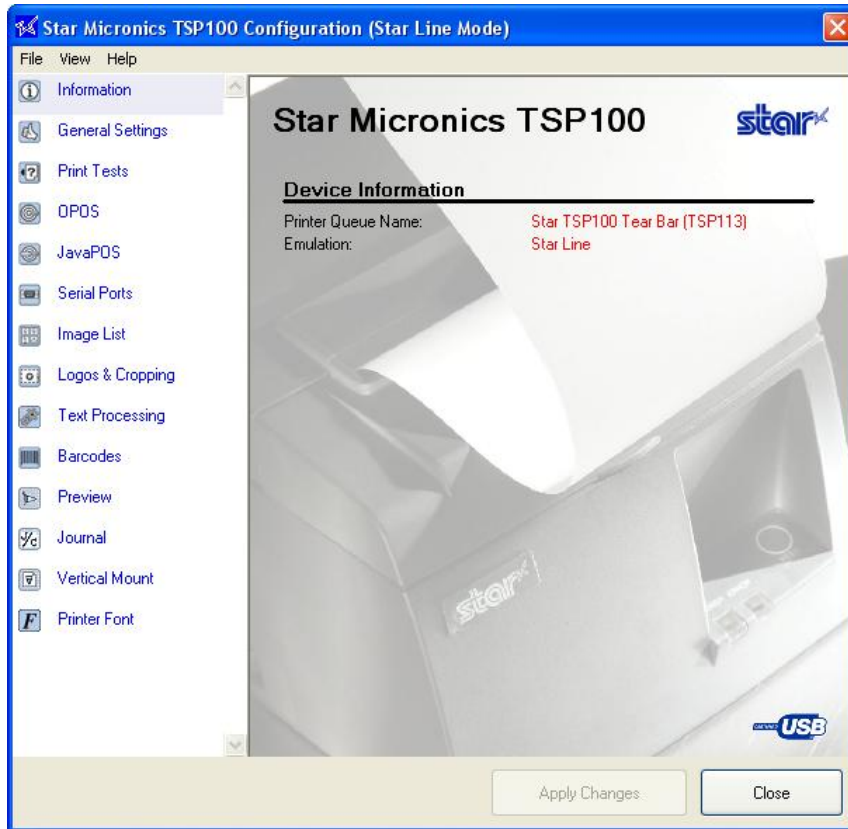 Star Micronics TSP100 Configuration (Star Line Mode)
File View Help
Information
General Settings
Print Tests
OPOS
JavaPOS
Serial Ports
Image List
Logos & Cropping
Text Processing
Barcodes
Preview
Journal
Vertical Mount
Printer Font
Star Micronics TSP100
star
Device Information
Printer Queue Name: Star TSP100 Tear Bar (TSP113)
Emulation: Star Line
star
USB
Apply Changes
Close